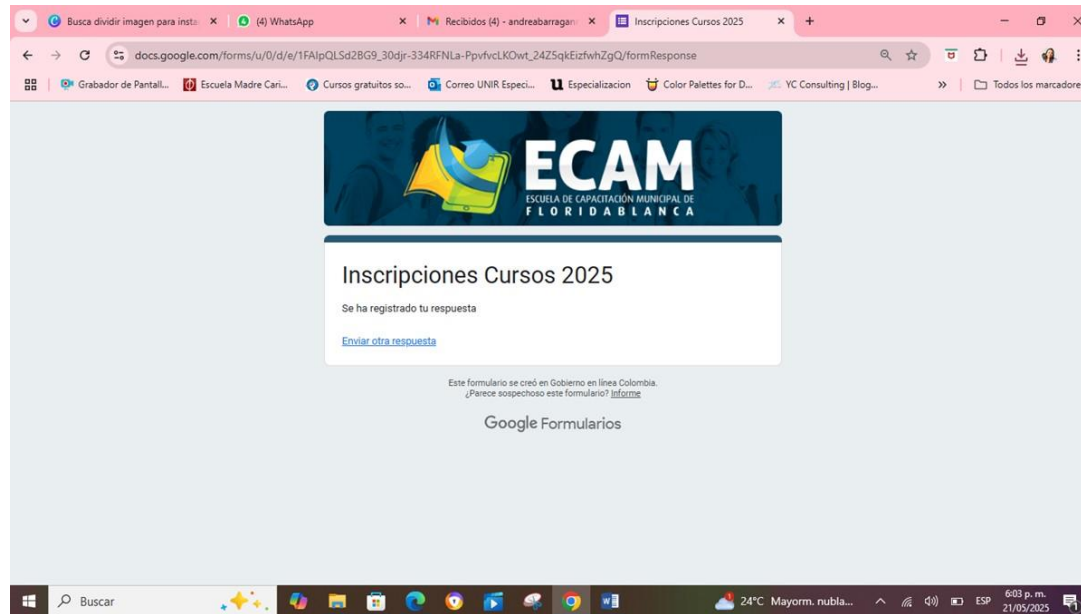 Busca dividir imagen para insta
(4) WhatsApp
Recibidos (4) - andreabarragan
Inscripciones Cursos 2025
docs.google.com/forms/u/0/d/e/1FAIpQLSd2BG9_30djr-334RFNLa-PpvfvcLKOwt_24Z5qkEizfwhZgQ/formResponse
Grabador de Pantall...
Escuela Madre Cari...
Cursos gratuitos so...
Correo UNIR Especi...
Especializacion
Color Palettes for D...
YC Consulting | Blog...
»
Todos los marcadore
ECAM
ESCUELA DE CAPACITACIÓN MUNICIPAL DE
FLORIDABLANCA
Inscripciones Cursos 2025
Se ha registrado tu respuesta
Enviar otra respuesta
Este formulario se creó en Gobierno en línea Colombia.
¿Parece sospechoso este formulario? Informe
Google Formularios
Buscar
24°C Mayorm. nubla...
ESP
6:03 p. m.
21/05/2025